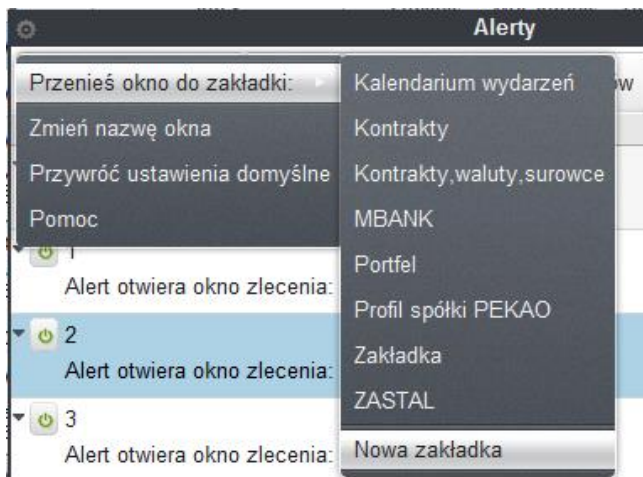 Alerty
Przenieś okno do zakładki:
Zmień nazwę okna
Przywróć ustawienia domyślne
Pomoc
Kalendarium wydarzeń
Kontrakty
Kontrakty,waluty,surowce
MBANK
Portfel
Profil spółki PEKAO
Zakładka
ZASTAL
Nowa zakładka
ów
1
Alert otwiera okno zlecenia:
2
Alert otwiera okno zlecenia:
3
Alert otwiera okno zlecenia: